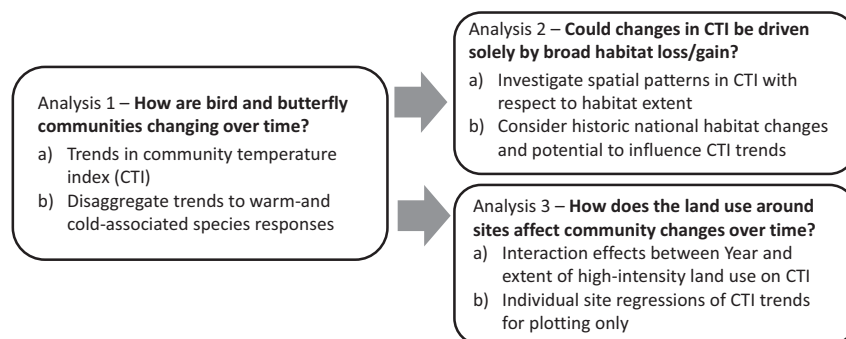 Analysis 1 – How are bird and butterfly
communities changing over time?
a) Trends in community temperature
index (CTI)
b) Disaggregate trends to warm-and
cold-associated species responses
Analysis 2 – Could changes in CTI be driven
solely by broad habitat loss/gain?
a) Investigate spatial patterns in CTI with
respect to habitat extent
b) Consider historic national habitat changes
and potential to influence CTI trends
Analysis 3 – How does the land use around
sites affect community changes over time?
a) Interaction effects between Year and
extent of high-intensity land use on CTI
b) Individual site regressions of CTI trends
for plotting only